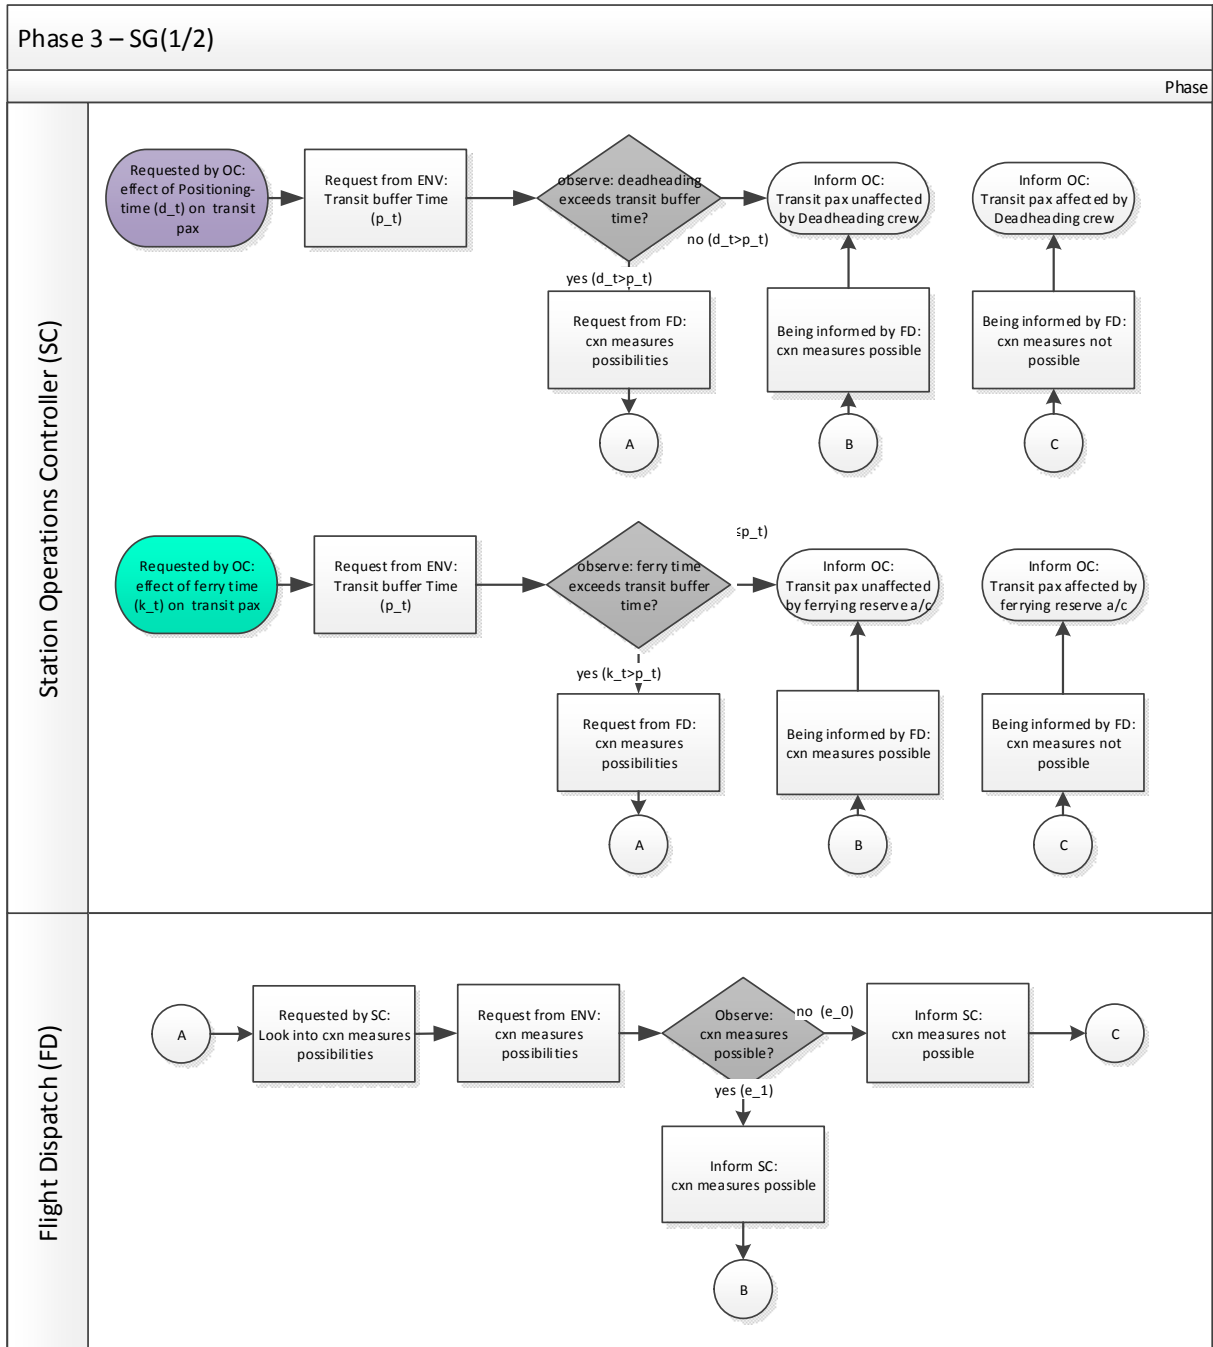 Phase 3 – SG(1/2)
Phase
Station Operations Controller (SC)
Requested by OC:
effect of Positioning-
time (d_t) on transit
pax
Request from ENV:
Transit buffer Time
(p_t)
observe: deadheading
exceeds transit buffer
time?
no (d_t>p_t)
yes (d_t>p_t)
Inform OC:
Transit pax unaffected
by Deadheading crew
Inform OC:
Transit pax affected by
Deadheading crew
Request from FD:
cxn measures
possibilities
Being informed by FD:
cxn measures possible
Being informed by FD:
cxn measures not
possible
A
B
C
Requested by OC:
effect of ferry time
(k_t) on transit pax
Request from ENV:
Transit buffer Time
(p_t)
observe: ferry time
exceeds transit buffer
time?
≤p_t)
yes (k_t>p_t)
Inform OC:
Transit pax unaffected
by ferrying reserve a/c
Inform OC:
Transit pax affected by
ferrying reserve a/c
Request from FD:
cxn measures
possibilities
Being informed by FD:
cxn measures possible
Being informed by FD:
cxn measures not
possible
A
B
C
Flight Dispatch (FD)
A
Requested by SC:
Look into cxn measures
possibilities
Request from ENV:
cxn measures
possibilities
Observe:
cxn measures
possible?
no (e_0)
yes (e_1)
Inform SC:
cxn measures not
possible
C
Inform SC:
cxn measures possible
B